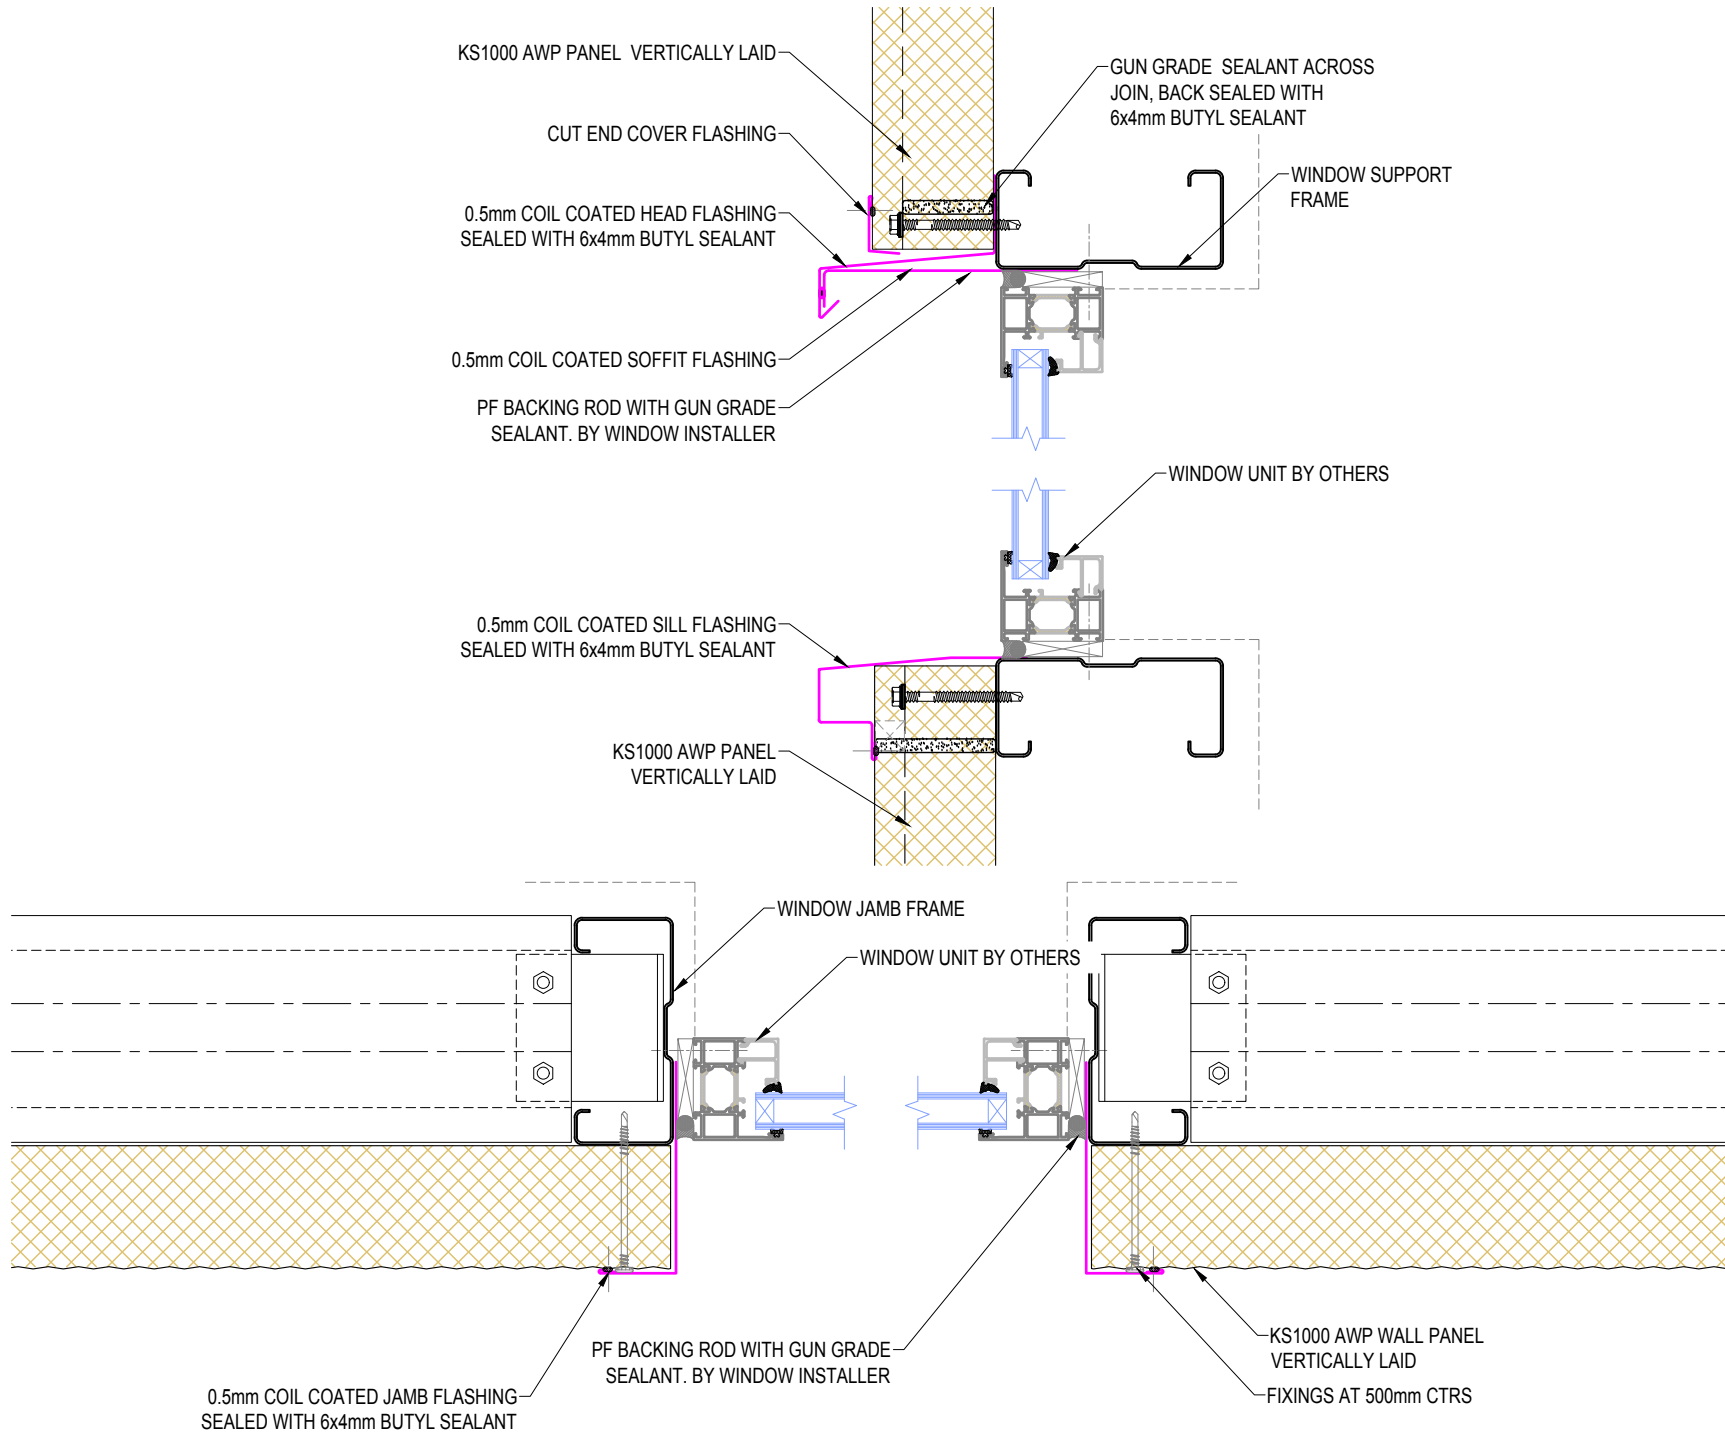 KS1000 AWP PANEL VERTICALLY LAID
GUN GRADE SEALANT ACROSS
JOIN, BACK SEALED WITH
6x4mm BUTYL SEALANT
CUT END COVER FLASHING
WINDOW SUPPORT
FRAME
0.5mm COIL COATED HEAD FLASHING
SEALED WITH 6x4mm BUTYL SEALANT
0.5mm COIL COATED SOFFIT FLASHING
PF BACKING ROD WITH GUN GRADE
SEALANT. BY WINDOW INSTALLER
WINDOW UNIT BY OTHERS
0.5mm COIL COATED SILL FLASHING
SEALED WITH 6x4mm BUTYL SEALANT
KS1000 AWP PANEL
VERTICALLY LAID
WINDOW JAMB FRAME
WINDOW UNIT BY OTHERS
PF BACKING ROD WITH GUN GRADE
SEALANT. BY WINDOW INSTALLER
KS1000 AWP WALL PANEL
VERTICALLY LAID
FIXINGS AT 500mm CTRS
0.5mm COIL COATED JAMB FLASHING
SEALED WITH 6x4mm BUTYL SEALANT